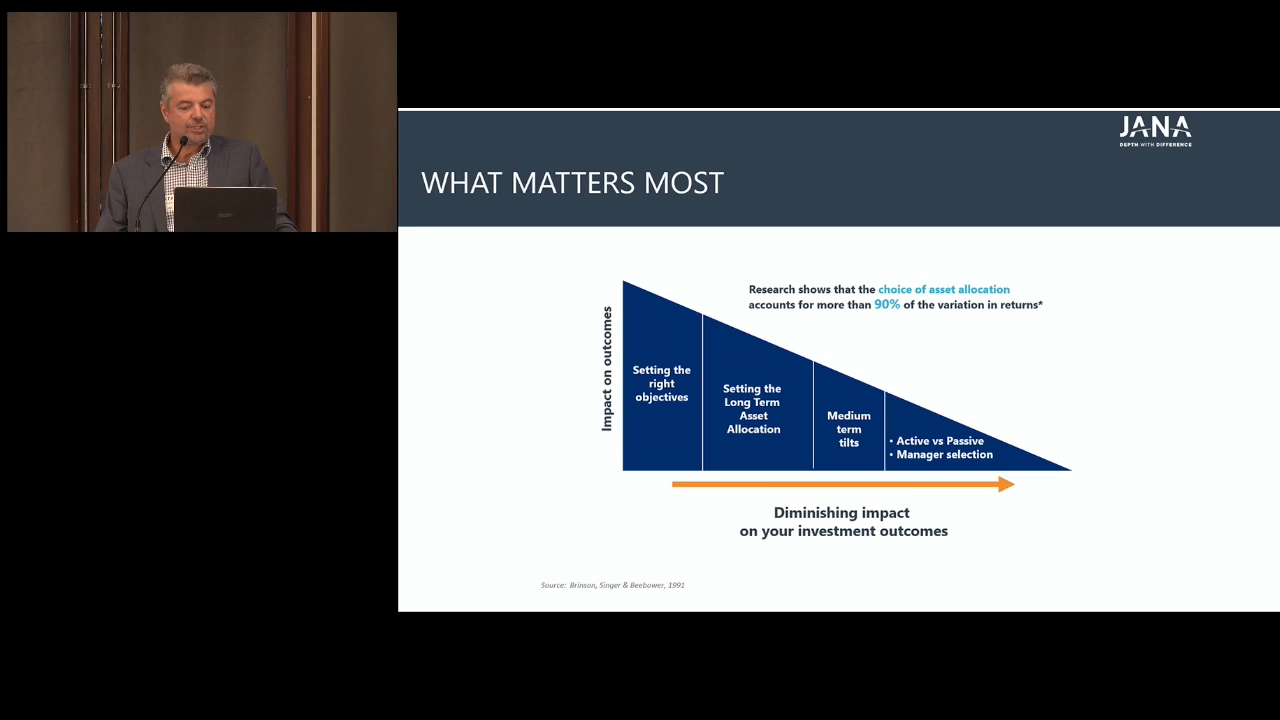 JANA
DEPTH WITH DIFFERENCE
WHAT MATTERS MOST
Research shows that the choice of asset allocation
accounts for more than 90% of the variation in returns*
Impact on outcomes
Setting the
right
objectives
Setting the
Long Term
Asset
Allocation
Medium
term
tilts
• Active vs Passive
• Manager selection
Diminishing impact
on your investment outcomes
Source: Brinson, Singer & Beebower, 1991